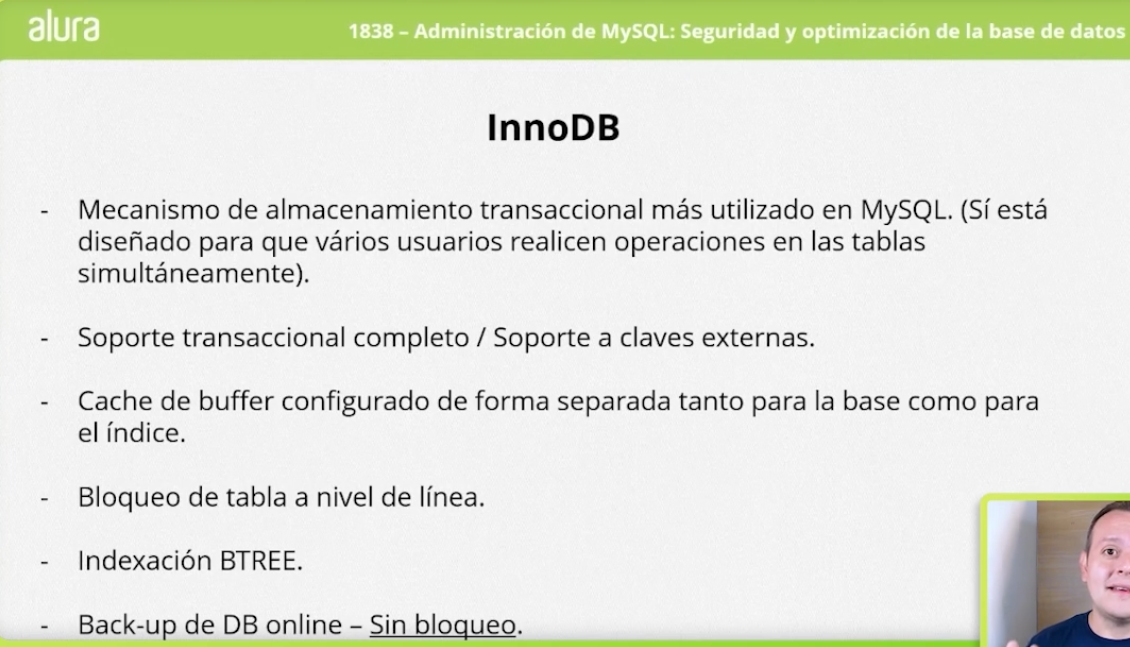 alura
1838 – Administración de MySQL: Seguridad y optimización de la base de datos
InnoDB
- Mecanismo de almacenamiento transaccional más utilizado en MySQL. (Sí está
diseñado para que vários usuarios realicen operaciones en las tablas
simultáneamente).
- Soporte transaccional completo / Soporte a claves externas.
- Cache de buffer configurado de forma separada tanto para la base como para
el índice.
- Bloqueo de tabla a nivel de línea.
- Indexación BTREE.
- Back-up de DB online – Sin bloqueo.